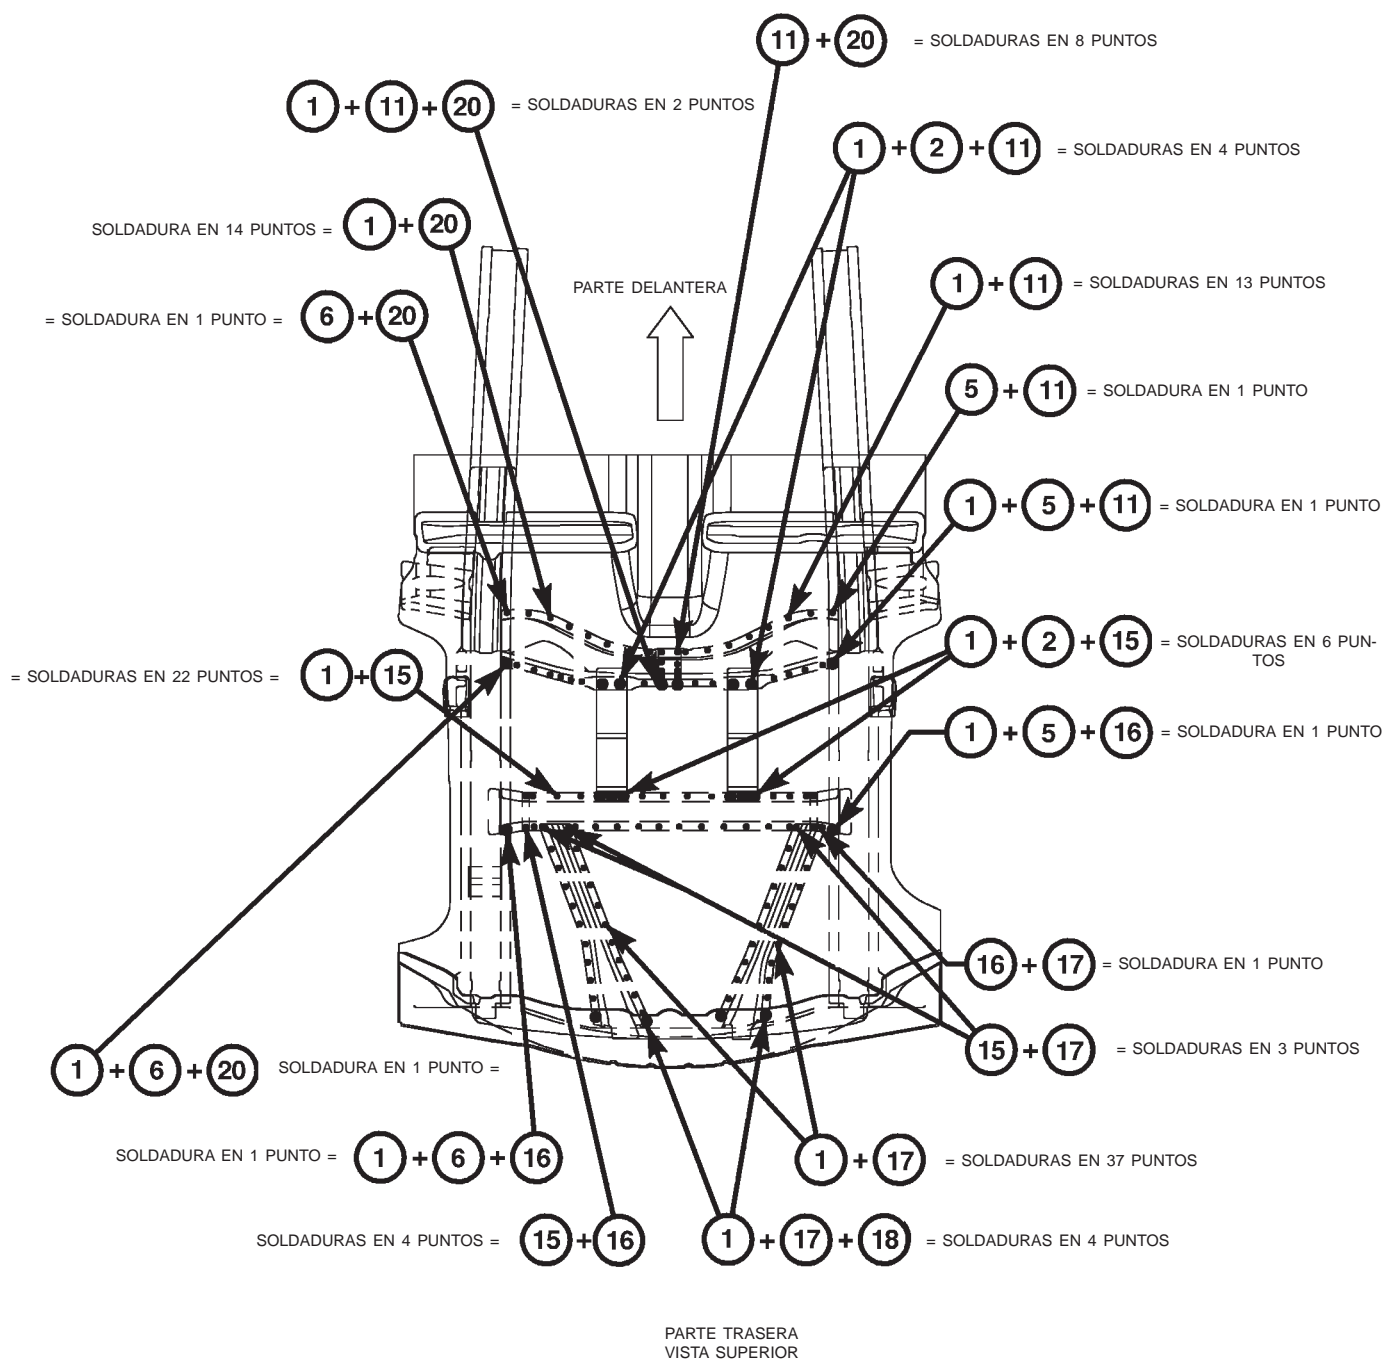 11 + 20 = SOLDADURAS EN 8 PUNTOS
1 + 11 + 20 = SOLDADURAS EN 2 PUNTOS
1 + 2 + 11 = SOLDADURAS EN 4 PUNTOS
SOLDADURA EN 14 PUNTOS = 1 + 20
PARTE DELANTERA
1 + 11 = SOLDADURAS EN 13 PUNTOS
= SOLDADURA EN 1 PUNTO = 6 + 20
5 + 11 = SOLDADURA EN 1 PUNTO
1 + 5 + 11 = SOLDADURA EN 1 PUNTO
1 + 2 + 15 = SOLDADURAS EN 6 PUN-
TOS
= SOLDADURAS EN 22 PUNTOS = 1 + 15
1 + 5 + 16 = SOLDADURA EN 1 PUNTO
16 + 17 = SOLDADURA EN 1 PUNTO
15 + 17 = SOLDADURAS EN 3 PUNTOS
1 + 6 + 20 SOLDADURA EN 1 PUNTO =
SOLDADURA EN 1 PUNTO = 1 + 6 + 16
1 + 17 = SOLDADURAS EN 37 PUNTOS
SOLDADURAS EN 4 PUNTOS = 15 + 16
1 + 17 + 18 = SOLDADURAS EN 4 PUNTOS
PARTE TRASERA
VISTA SUPERIOR